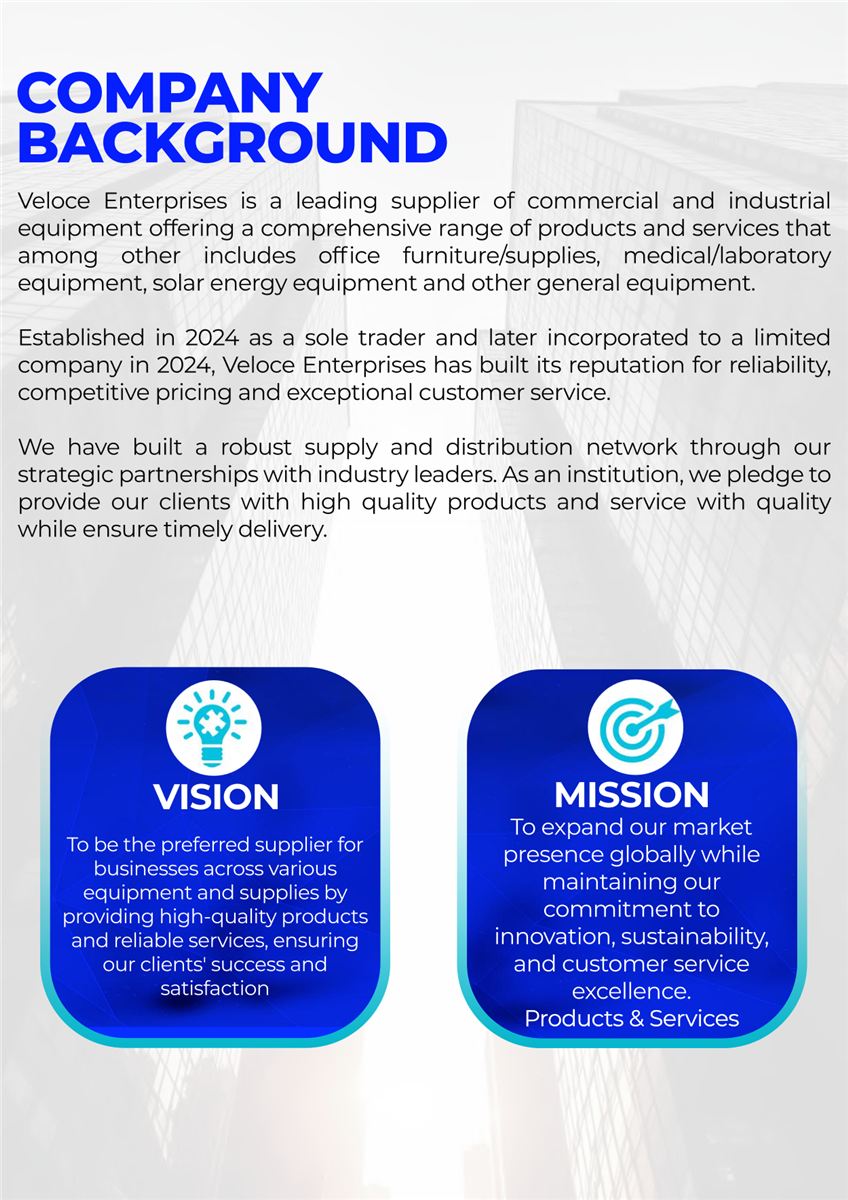 COMPANY
BACKGROUND
Veloce Enterprises is a leading supplier of commercial and industrial
equipment offering a comprehensive range of products and services that
among other includes office furniture/supplies, medical/laboratory
equipment, solar energy equipment and other general equipment.
Established in 2024 as a sole trader and later incorporated to a limited
company in 2024, Veloce Enterprises has built its reputation for reliability,
competitive pricing and exceptional customer service.
We have built a robust supply and distribution network through our
strategic partnerships with industry leaders. As an institution, we pledge to
provide our clients with high quality products and service with quality
while ensure timely delivery.
VISION
To be the preferred supplier for
businesses across various
equipment and supplies by
providing high-quality products
and reliable services, ensuring
our clients' success and
satisfaction
MISSION
To expand our market
presence globally while
maintaining our
commitment to
innovation, sustainability,
and customer service
excellence.
Products & Services